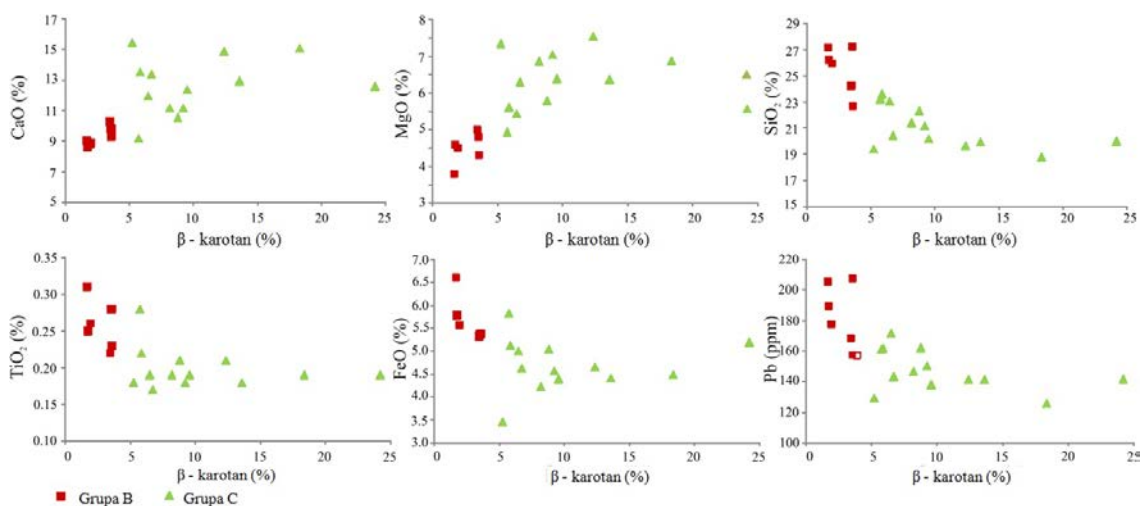 CaO (%)
17
15
13
11
9
7
5
0 5 10 15 20 25
β - karotan (%)
MgO (%)
8
7
6
5
4
3
2
0 5 10 15 20 25
β - karotan (%)
SiO₂ (%)
29
27
25
23
21
19
17
15
0 5 10 15 20 25
β - karotan (%)
TiO₂ (%)
0.35
0.30
0.25
0.20
0.15
0.10
0 5 10 15 20 25
β - karotan (%)
FeO (%)
7.0
6.5
6.0
5.5
5.0
4.5
4.0
3.5
3.0
0 5 10 15 20 25
β - karotan (%)
Pb (ppm)
220
200
180
160
140
120
100
0 5 10 15 20 25
β - karotan (%)
Grupa B Grupa C